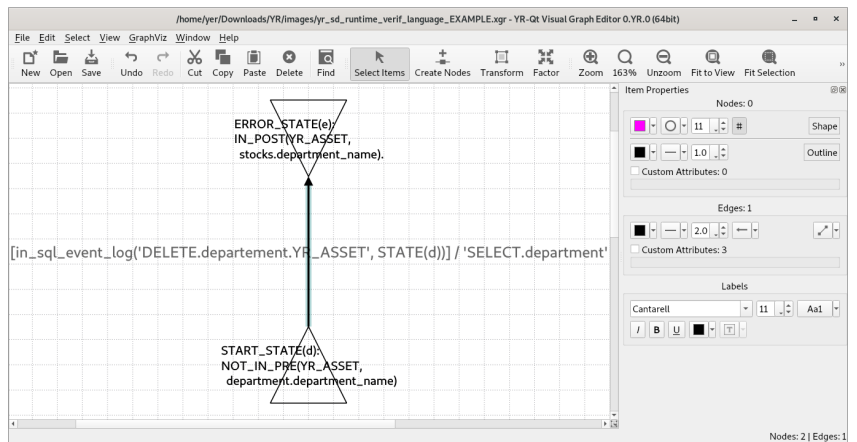 /home/yer/Downloads/YR/images/yr_sd_runtime_verif_language_EXAMPLE.xgr - YR-Qt Visual Graph Editor 0.YR.0 (64bit)
File Edit Select View GraphViz Window Help
New Open Save Undo Redo Cut Copy Paste Delete Find Select Items Create Nodes Transform Factor Zoom 163% Unzoom Fit to View Fit Selection
Item Properties
Nodes: 0
11 # Shape
1.0 Outline
Custom Attributes: 0
Edges: 1
2.0
Custom Attributes: 3
Labels
Cantarell 11 Aa1
I B U T
ERROR_STATE(e):
IN_POST(YR_ASSET,
stocks.department_name).
[in_sql_event_log('DELETE.departement.YR_ASSET', STATE(d))] / 'SELECT.department'
START_STATE(d):
NOT_IN_PRE(YR_ASSET,
department.department_name)
Nodes: 2 | Edges: 1